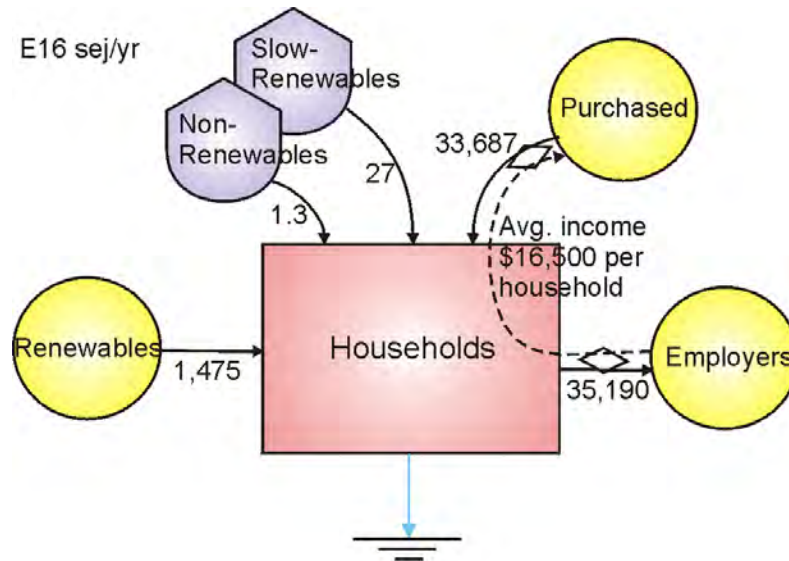 E16 sej/yr
Slow-
Renewables
Non-
Renewables
Purchased
33,687
27
1.3
Avg. income
$16,500 per
household
Renewables
1,475
Households
Employers
35,190